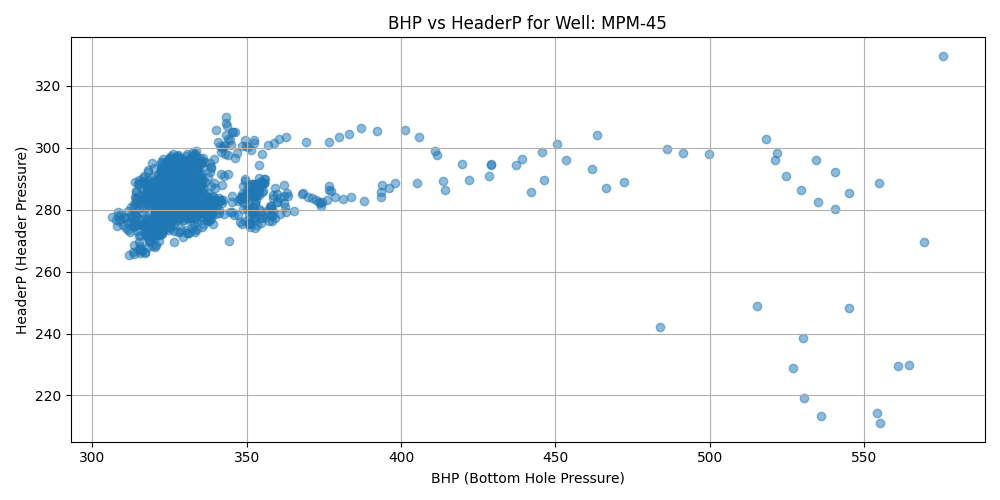 BHP vs HeaderP for Well: MPM-45
HeaderP (Header Pressure)
320
300
280
260
240
220
300 350 400 450 500 550
BHP (Bottom Hole Pressure)